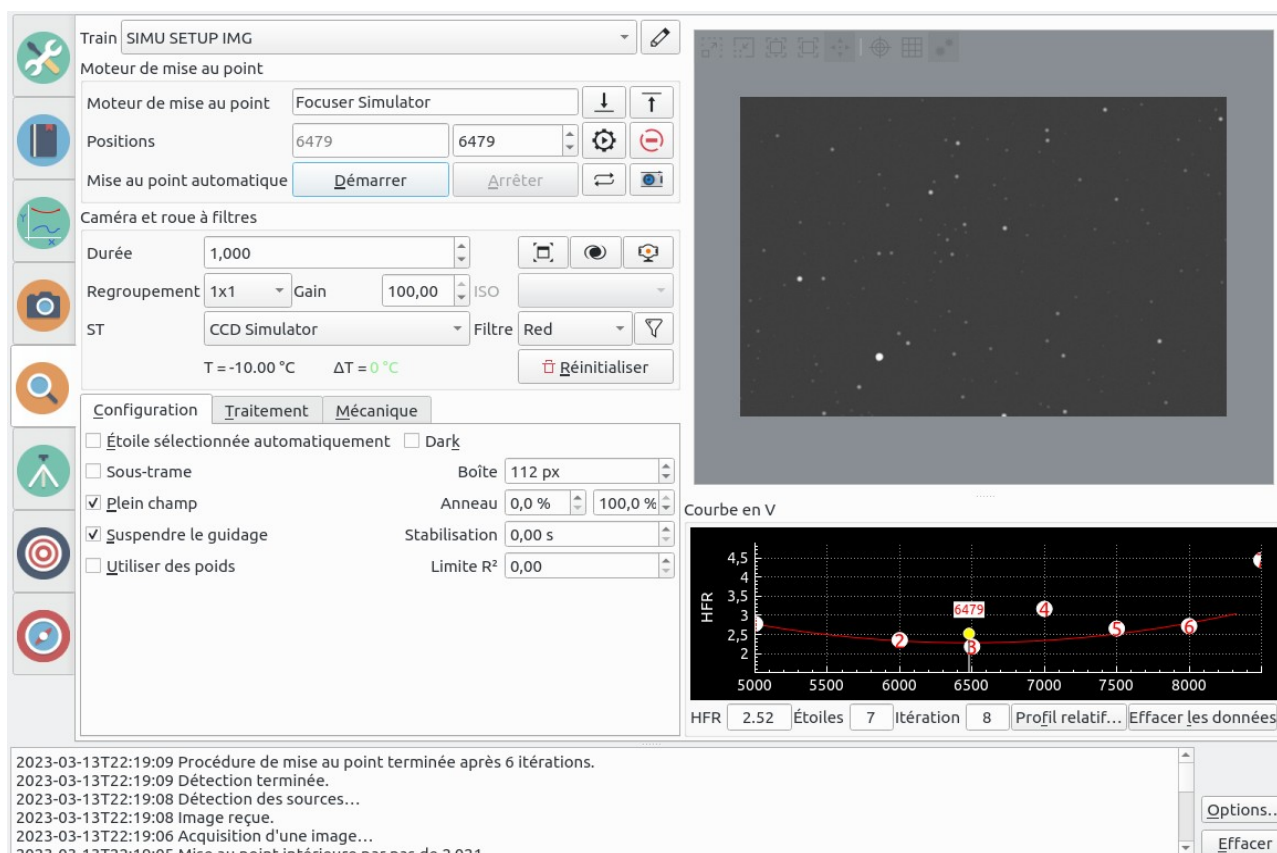 Train SIMU SETUP IMG
Moteur de mise au point
Moteur de mise au point Focuser Simulator
Positions 6479 6479
Mise au point automatique Démarrer Arrêter
Caméra et roue à filtres
Durée 1,000
Regroupement 1x1 Gain 100,00 ISO
ST CCD Simulator Filtre Red
T = -10.00 °C ΔT = 0 °C Réinitialiser
Configuration Traitement Mécanique
Étoile sélectionnée automatiquement Dark
Sous-trame Boîte 112 px
Plein champ Anneau 0,0 % 100,0 %
Suspendre le guidage Stabilisation 0,00 s
Utiliser des poids Limite R² 0,00
Courbe en V
HFR
4,5
4
3,5
3
2,5
2
6479
2
3
4
5
6
5000 5500 6000 6500 7000 7500 8000
HFR 2.52 Étoiles 7 Itération 8 Profil relatif... Effacer les données
2023-03-13T22:19:09 Procédure de mise au point terminée après 6 itérations.
2023-03-13T22:19:09 Détection terminée.
2023-03-13T22:19:08 Détection des sources…
2023-03-13T22:19:08 Image reçue.
2023-03-13T22:19:06 Acquisition d'une image…
Options..
Effacer